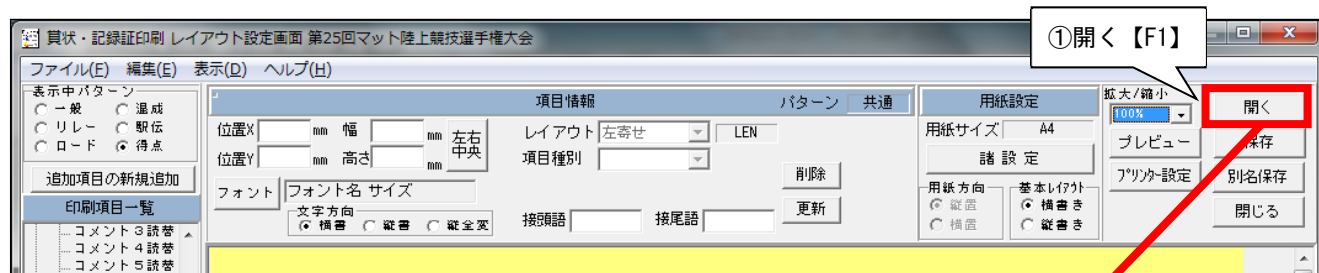 ①開く【F1】
賞状・記録証印刷 レイアウト設定画面 第25回マット陸上競技選手権大会
ファイル(F) 編集(E) 表示(D) ヘルプ(H)
表示中パターン
一般 混成
リレー 駅伝
ロード 得点
追加項目の新規追加
印刷項目一覧
コメント3読替
コメント4読替
コメント5読替
項目情報 パターン 共通
位置X mm 幅 mm 左右中央 レイアウト 左寄せ LEN
位置Y mm 高さ mm 項目種別
削除
フォント フォント名 サイズ
更新
文字方向
横書 縦書 縦全変
接頭語 接尾語
用紙設定
用紙サイズ A4
諸設定
用紙方向
縦置
横置
基本レイアウト
横書き
縦書き
拡大/縮小
100%
プレビュー
プリンター設定
開く
保存
別名保存
閉じる